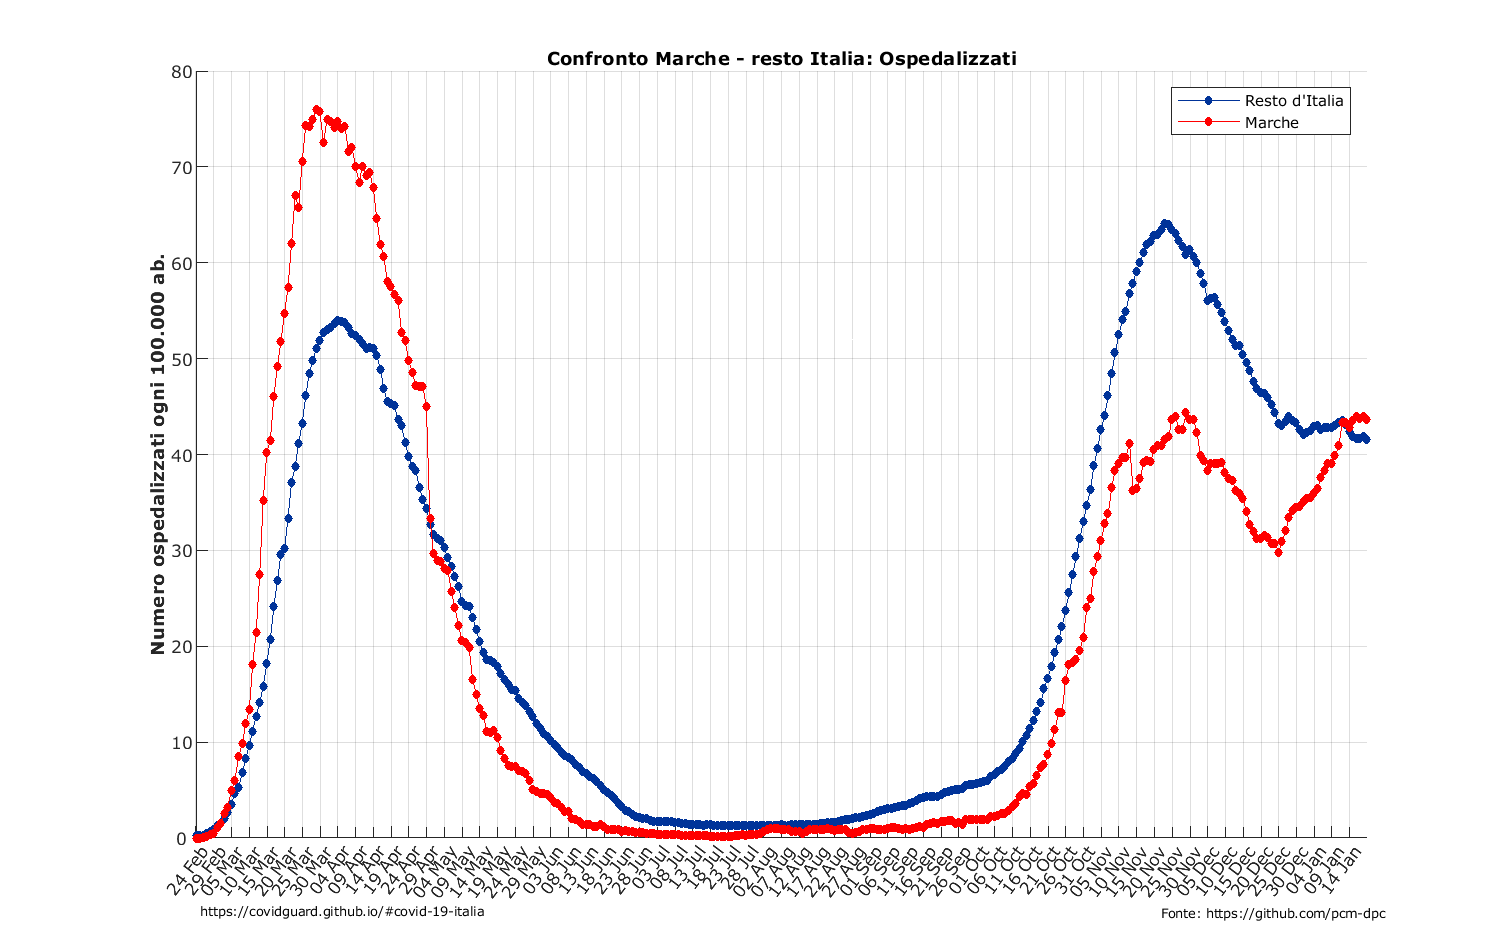 Confronto Marche - resto Italia: Ospedalizzati
Resto d'Italia
Marche
Numero ospedalizzati ogni 100.000 ab.
80
70
60
50
40
30
20
10
0
24 Feb
29 Feb
05 Mar
10 Mar
15 Mar
20 Mar
25 Mar
30 Mar
04 Apr
09 Apr
14 Apr
19 Apr
24 Apr
29 Apr
04 May
09 May
14 May
19 May
24 May
29 May
03 Jun
08 Jun
13 Jun
18 Jun
23 Jun
28 Jun
03 Jul
08 Jul
13 Jul
18 Jul
23 Jul
28 Jul
02 Aug
07 Aug
12 Aug
17 Aug
22 Aug
27 Aug
01 Sep
06 Sep
11 Sep
16 Sep
21 Sep
26 Sep
01 Oct
06 Oct
11 Oct
16 Oct
21 Oct
26 Oct
31 Oct
05 Nov
10 Nov
15 Nov
20 Nov
25 Nov
30 Nov
05 Dec
10 Dec
15 Dec
20 Dec
25 Dec
30 Dec
04 Jan
09 Jan
14 Jan
https://covidguard.github.io/#covid-19-italia
Fonte: https://github.com/pcm-dpc